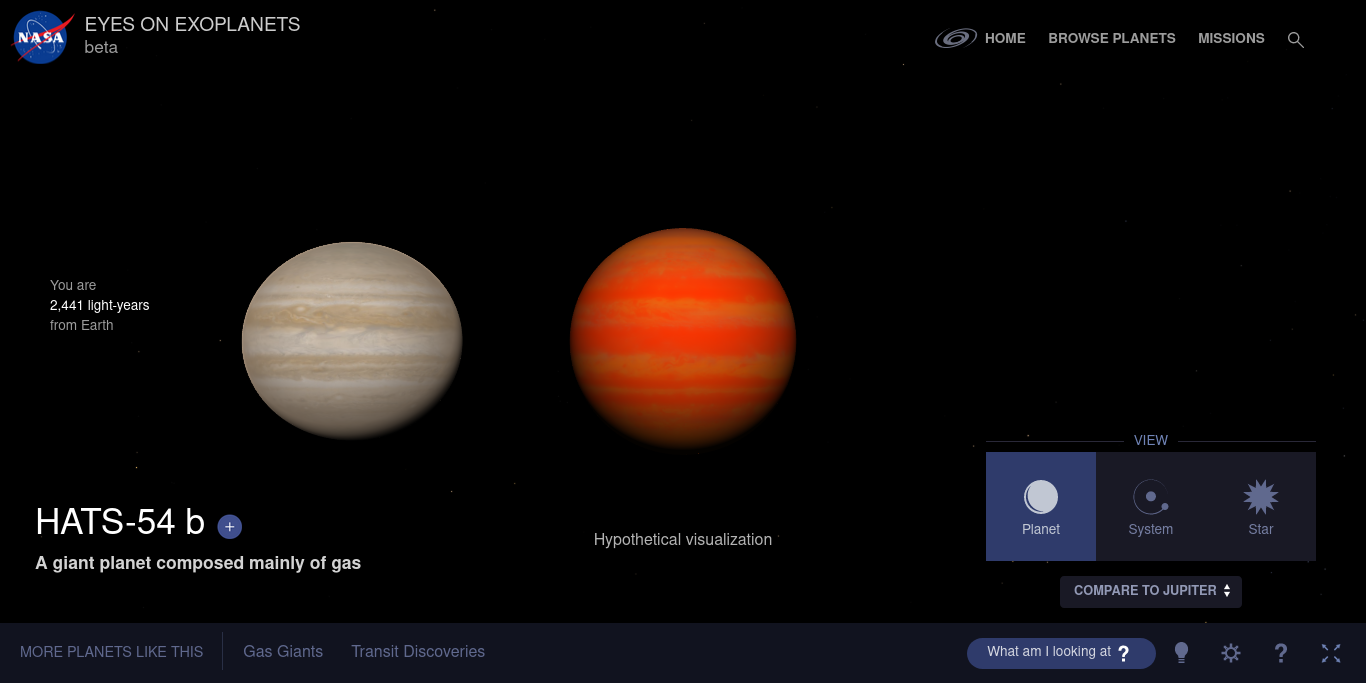 NASA
EYES ON EXOPLANETS
beta
HOME
BROWSE PLANETS
MISSIONS
You are
2,441 light-years
from Earth
HATS-54 b +
A giant planet composed mainly of gas
Hypothetical visualization
VIEW
Planet
System
Star
COMPARE TO JUPITER
MORE PLANETS LIKE THIS
Gas Giants
Transit Discoveries
What am I looking at ?
?